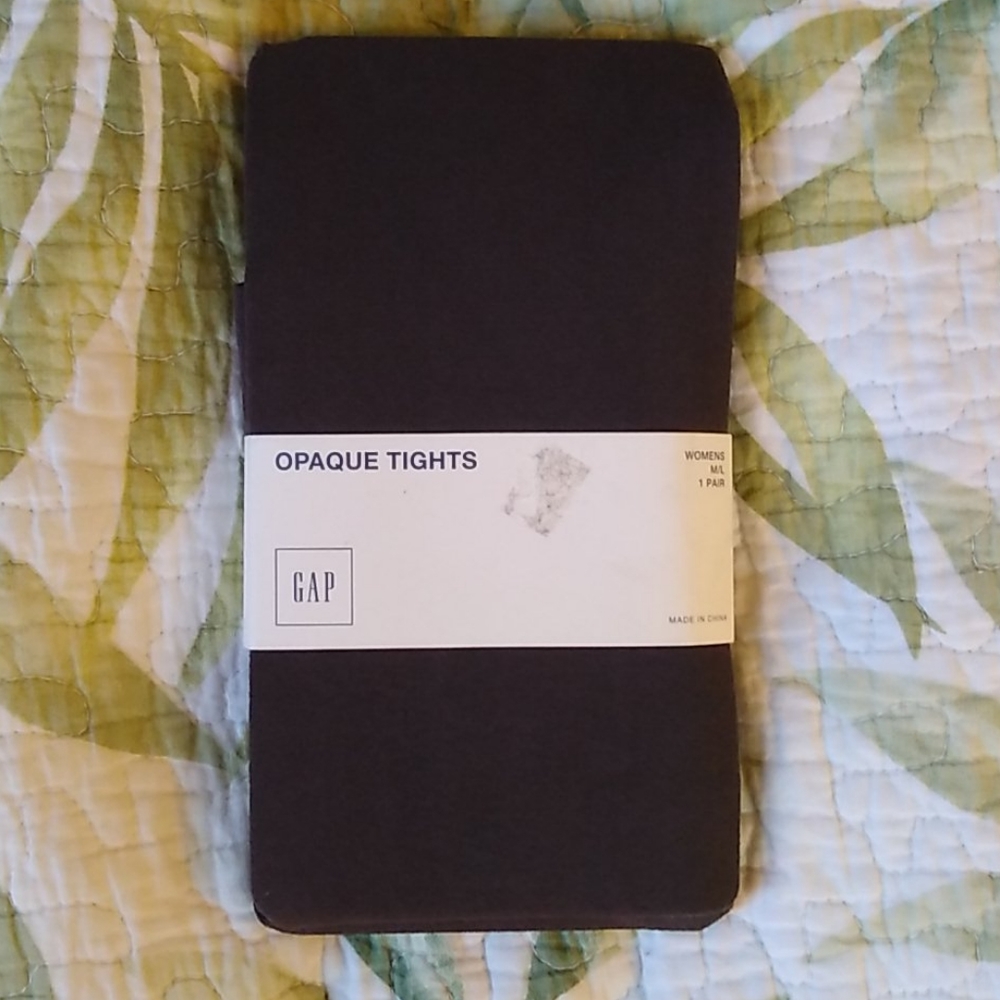 OPAQUE TIGHTS
WOMENS
M/L
1 PAIR
GAP
MADE IN CHINA